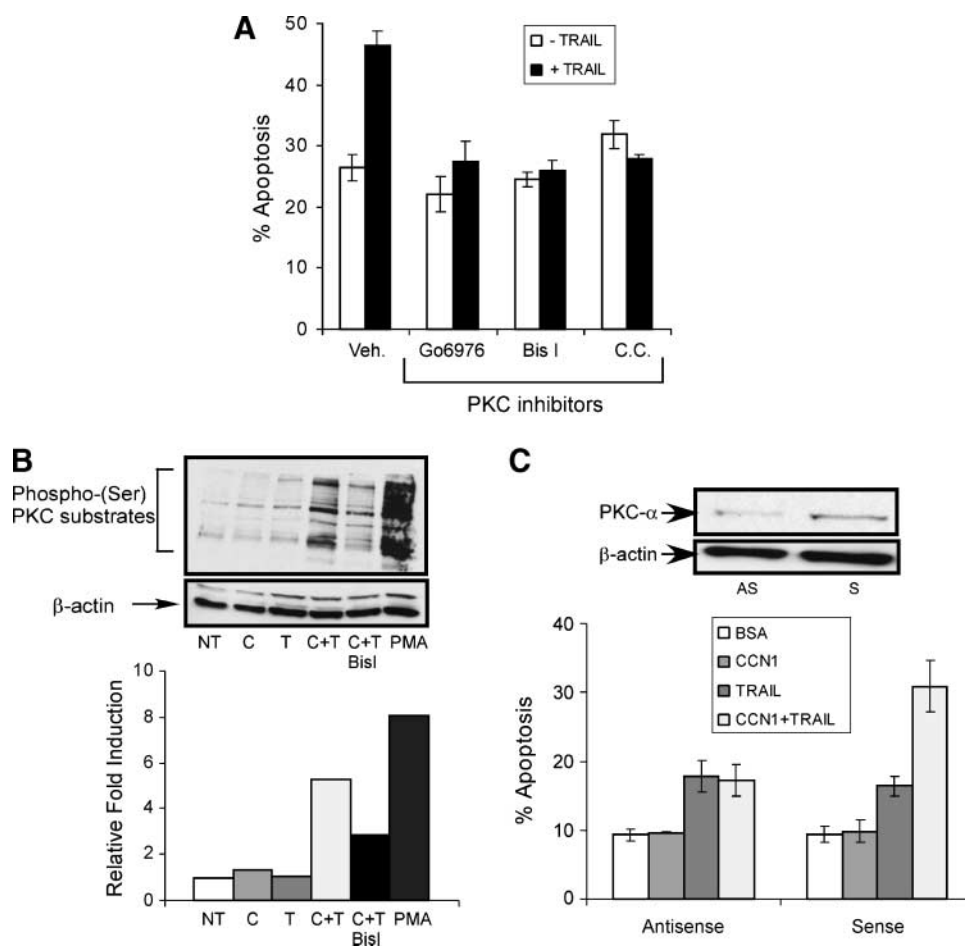 A
50
40
30
20
10
0
% Apoptosis
- TRAIL
+ TRAIL
Veh. Go6976 Bis I C.C.
PKC inhibitors
B
Phospho-(Ser)
PKC substrates
β-actin
NT C T C+T C+T PMA
BisI
10
8
6
4
2
0
Relative Fold Induction
NT C T C+T C+T PMA
BisI
C
PKC-α
β-actin
AS S
40
30
20
10
0
% Apoptosis
BSA
CCN1
TRAIL
CCN1+TRAIL
Antisense Sense